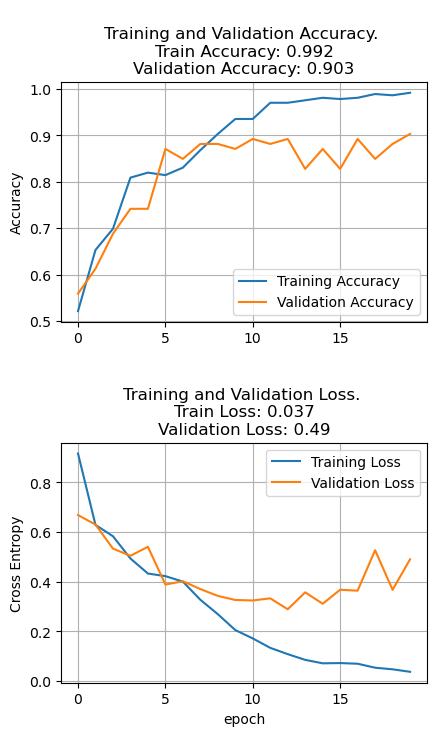 Training and Validation Accuracy.
Train Accuracy: 0.992
Validation Accuracy: 0.903
1.0
0.9
0.8
0.7
0.6
0.5
Accuracy
Training Accuracy
Validation Accuracy
0 5 10 15
Training and Validation Loss.
Train Loss: 0.037
Validation Loss: 0.49
0.8
0.6
0.4
0.2
0.0
Cross Entropy
Training Loss
Validation Loss
0 5 10 15
epoch